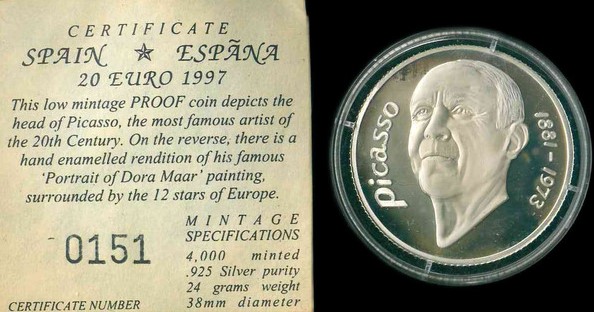 CERTIFICATE
SPAIN ★ ESPÃNA
20 EURO 1997
This low mintage PROOF coin depicts the
head of Picasso, the most famous artist of
the 20th Century. On the reverse, there is a
hand enamelled rendition of his famous
'Portrait of Dora Maar' painting,
surrounded by the 12 stars of Europe.
MINTAGE
SPECIFICATIONS
0151
4,000 minted
.925 Silver purity
24 grams weight
CERTIFICATE NUMBER 38mm diameter
picasso
1881-1973